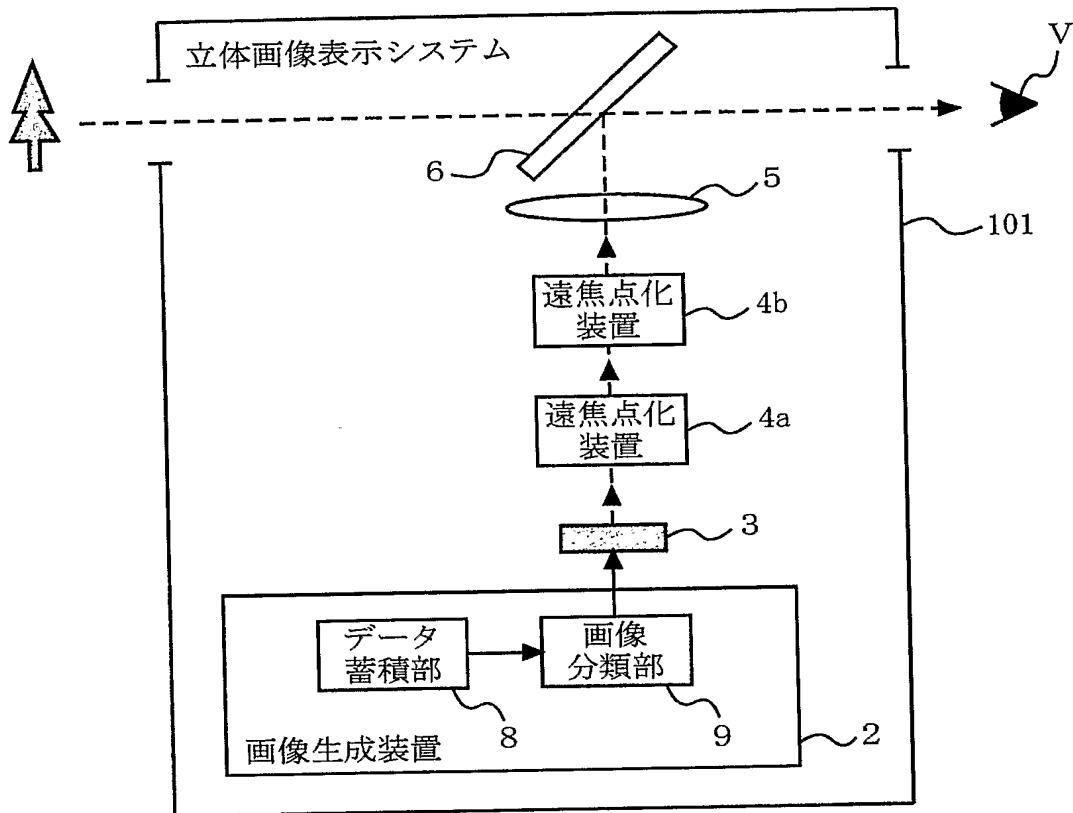 立体画像表示システム
V
6
5
101
遠焦点化
装置
4b
遠焦点化
装置
4a
3
データ
蓄積部
画像
分類部
8
9
2
画像生成装置